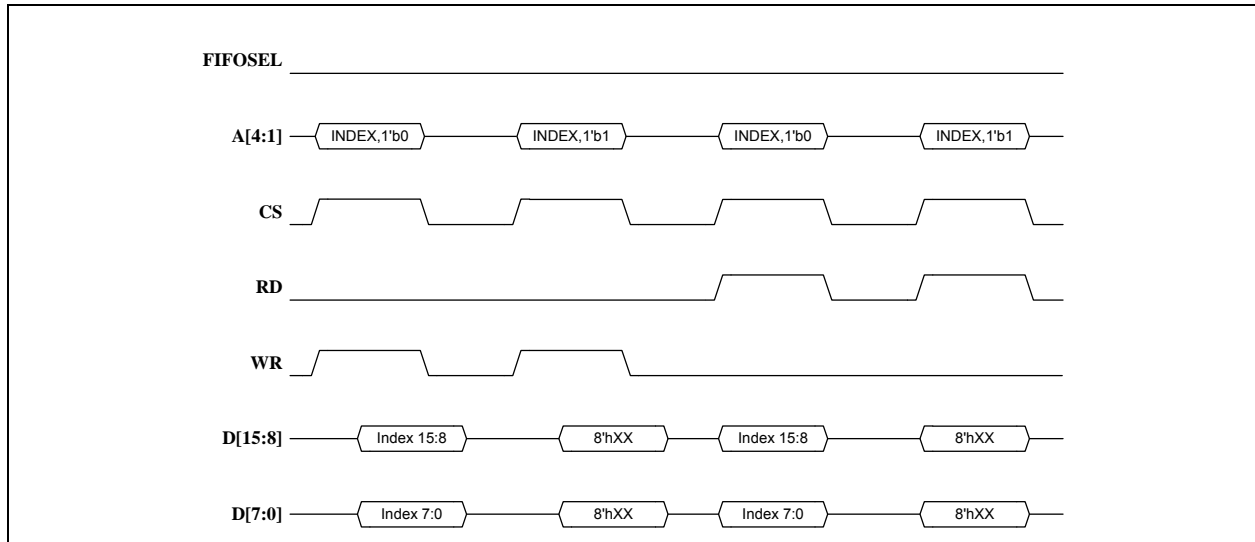 FIFOSEL
A[4:1] INDEX,1'b0 INDEX,1'b1 INDEX,1'b0 INDEX,1'b1
CS
RD
WR
D[15:8] Index 15:8 8'hXX Index 15:8 8'hXX
D[7:0] Index 7:0 8'hXX Index 7:0 8'hXX